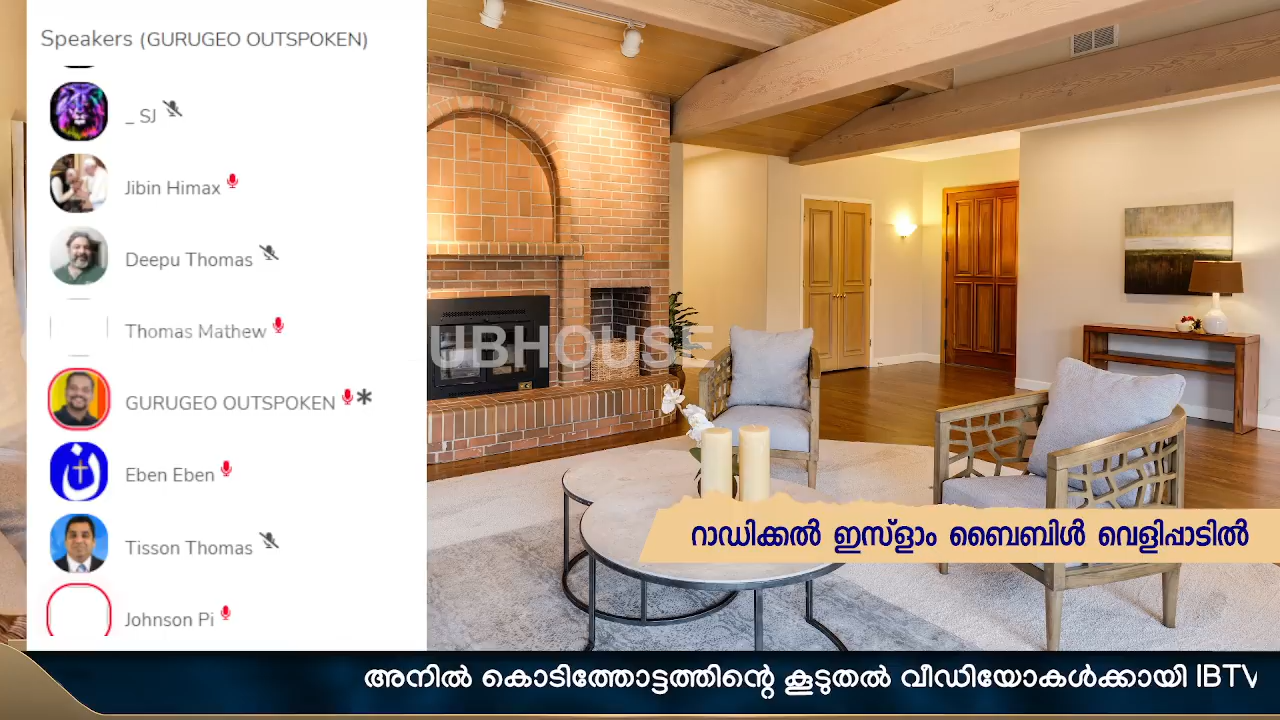 Speakers (GURUGEO OUTSPOKEN)
_ SJ
Jibin Himax
Deepu Thomas
Thomas Mathew
GURUGEO OUTSPOKEN *
Eben Eben
Tisson Thomas
Johnson Pi
UBHOUSE
റാഡിക്കൽ ഇസ്ളാം ബൈബിൾ വെളിപ്പാടിൽ
അനിൽ കൊടിത്തോട്ടത്തിന്റെ കൂടുതൽ വീഡിയോകൾക്കായി IBTV